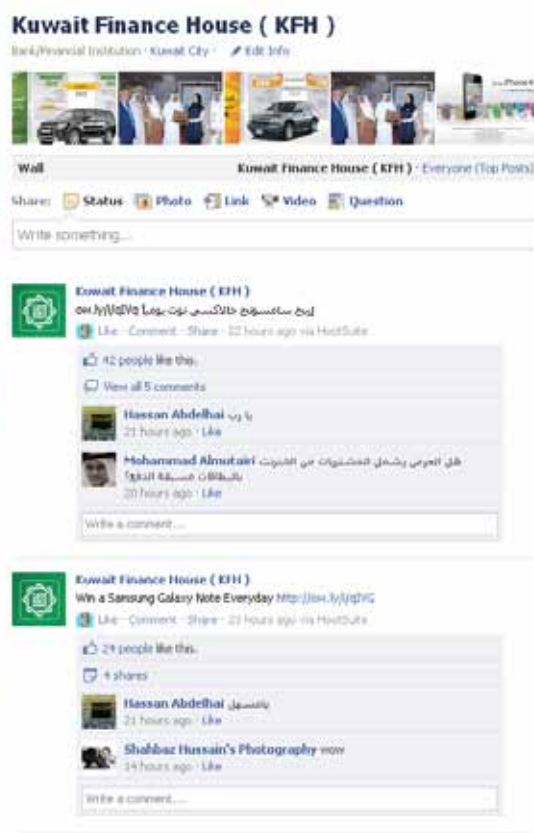 Kuwait Finance House ( KFH )
Bank/Financial Institution · Kuwait City · Edit Info
Wall Kuwait Finance House ( KFH ) · Everyone (Top Posts)
Share: Status Photo Link Video Question
Write something...
Kuwait Finance House ( KFH )
إربح سامسونج جالاكسي نوت يومياً
Like · Comment · Share · 22 hours ago via HootSuite
42 people like this.
View all 5 comments
Hassan Abdelhai يا رب
21 hours ago · Like
Mohammad Almutairi هل العرض يشمل المشتريات من الانترنت
بالبطاقات مسبقة الدفع؟
20 hours ago · Like
Write a comment...
Kuwait Finance House ( KFH )
Win a Samsung Galaxy Note Everyday
Like · Comment · Share · 22 hours ago via HootSuite
24 people like this.
4 shares
Hassan Abdelhai يامسهل
21 hours ago · Like
Shahbaz Hussain's Photography wow
14 hours ago · Like
Write a comment...